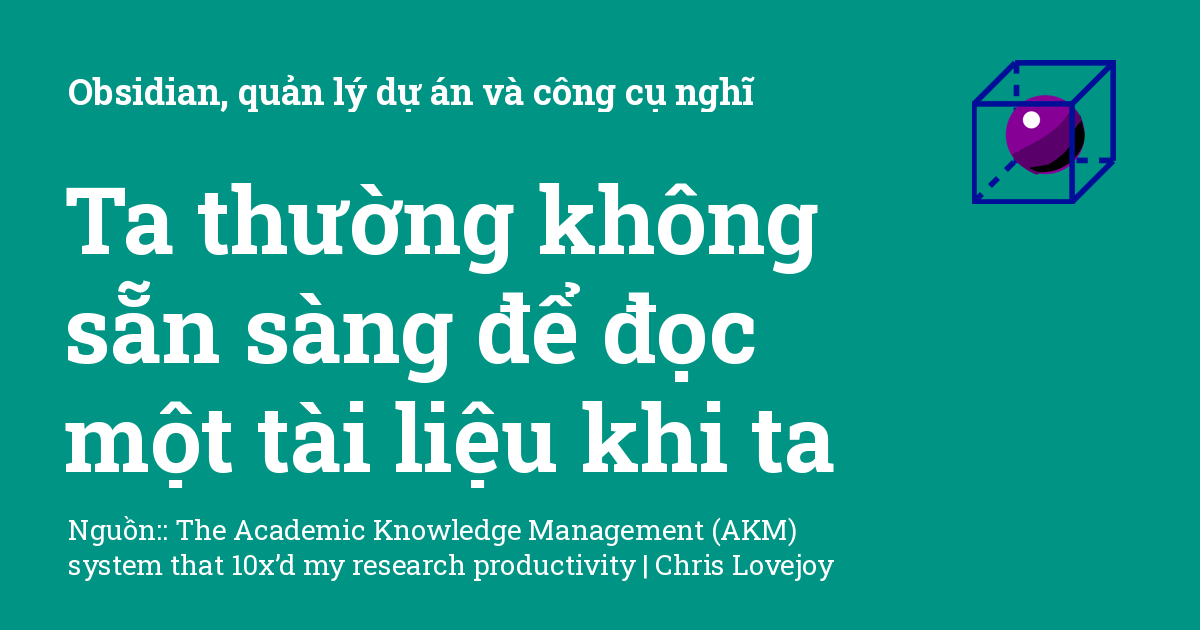 Obsidian, quản lý dự án và công cụ nghĩ
Ta thường không
sẵn sàng để đọc
một tài liệu khi ta
Nguồn:: The Academic Knowledge Management (AKM)
system that 10x’d my research productivity | Chris Lovejoy